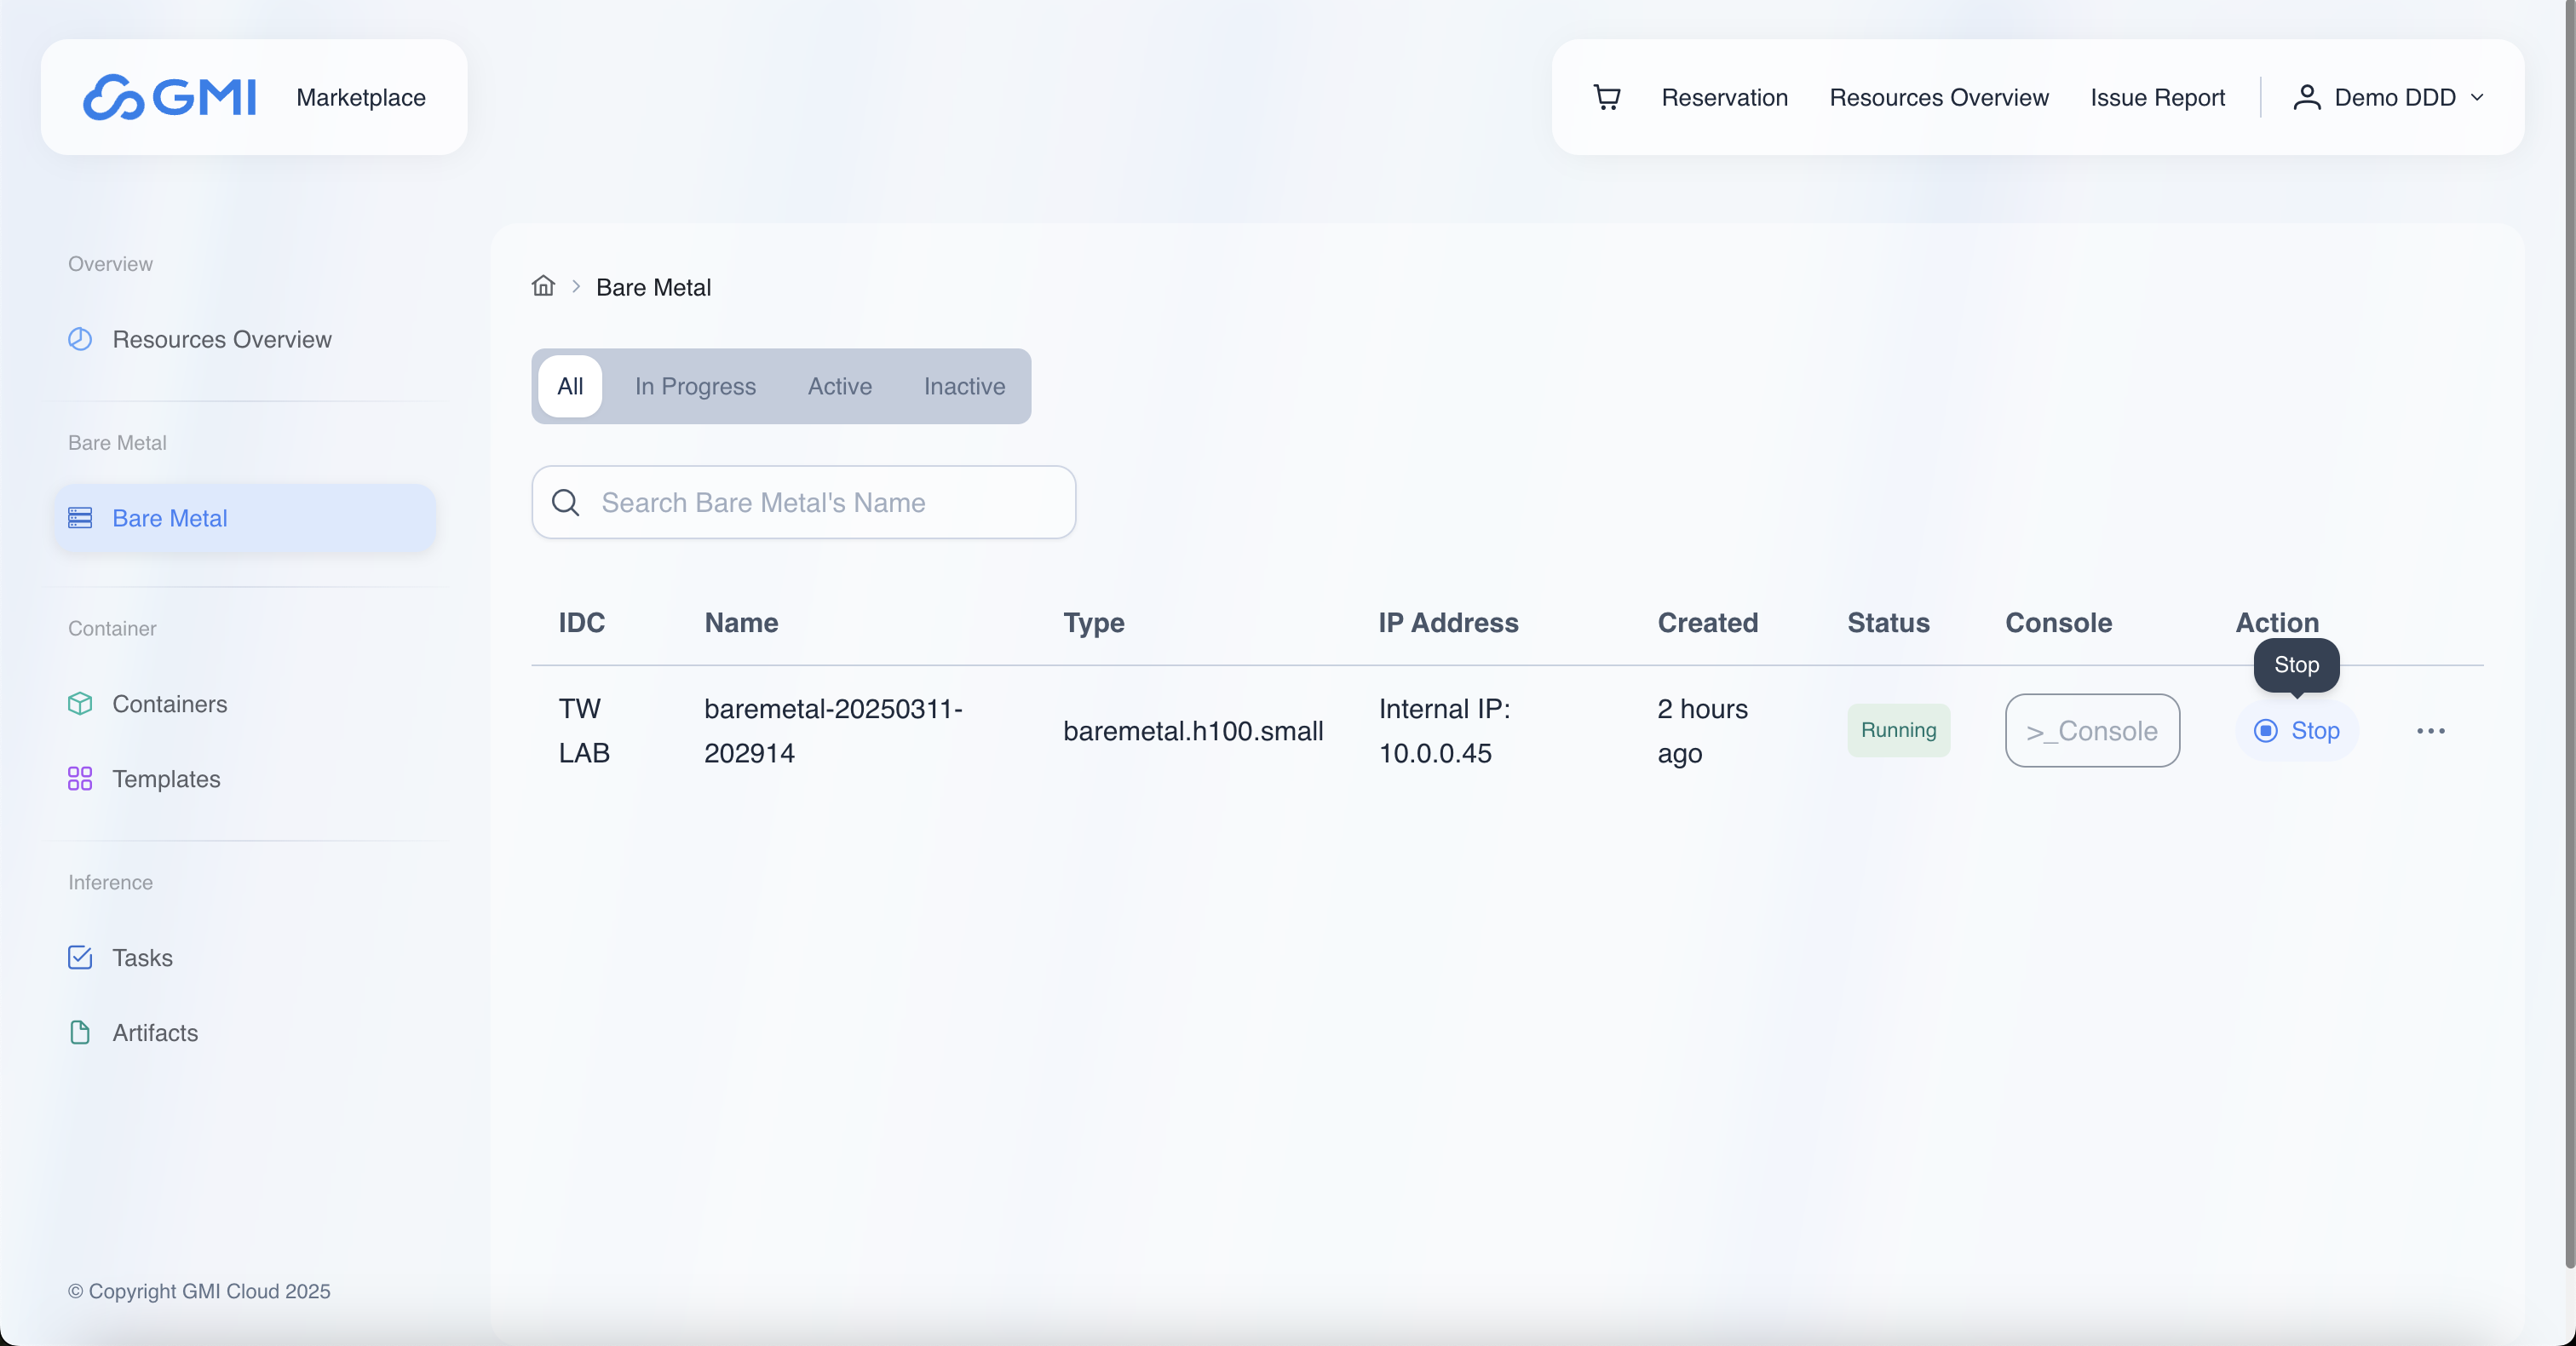 GMI
Marketplace
Reservation
Resources Overview
Issue Report
Demo DDD
Overview
Resources Overview
Bare Metal
Bare Metal
Container
Containers
Templates
Inference
Tasks
Artifacts
© Copyright GMI Cloud 2025
Bare Metal
All
In Progress
Active
Inactive
Search Bare Metal's Name
IDC Name Type IP Address Created Status Console Action
Stop
TW baremetal-20250311- Internal IP: 2 hours
baremetal.h100.small Running >_Console Stop
LAB 202914 10.0.0.45 ago